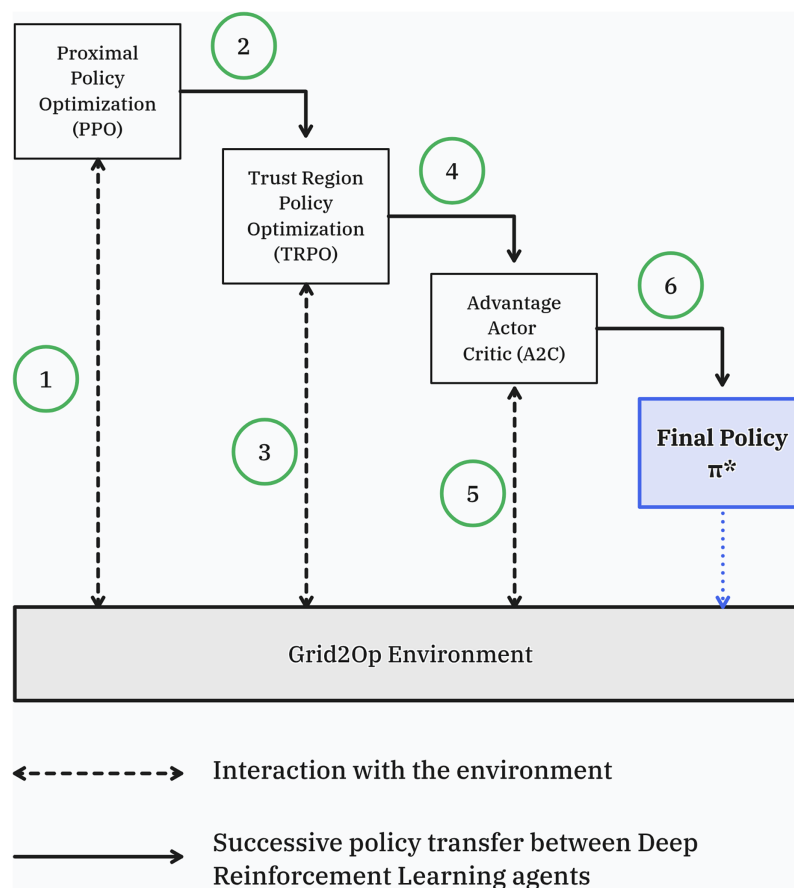 Proximal
Policy
Optimization
(PPO)
2
Trust Region
Policy
Optimization
(TRPO)
4
Advantage
Actor
Critic (A2C)
6
1
3
5
Final Policy
π*
Grid2Op Environment
Interaction with the environment
Successive policy transfer between Deep
Reinforcement Learning agents